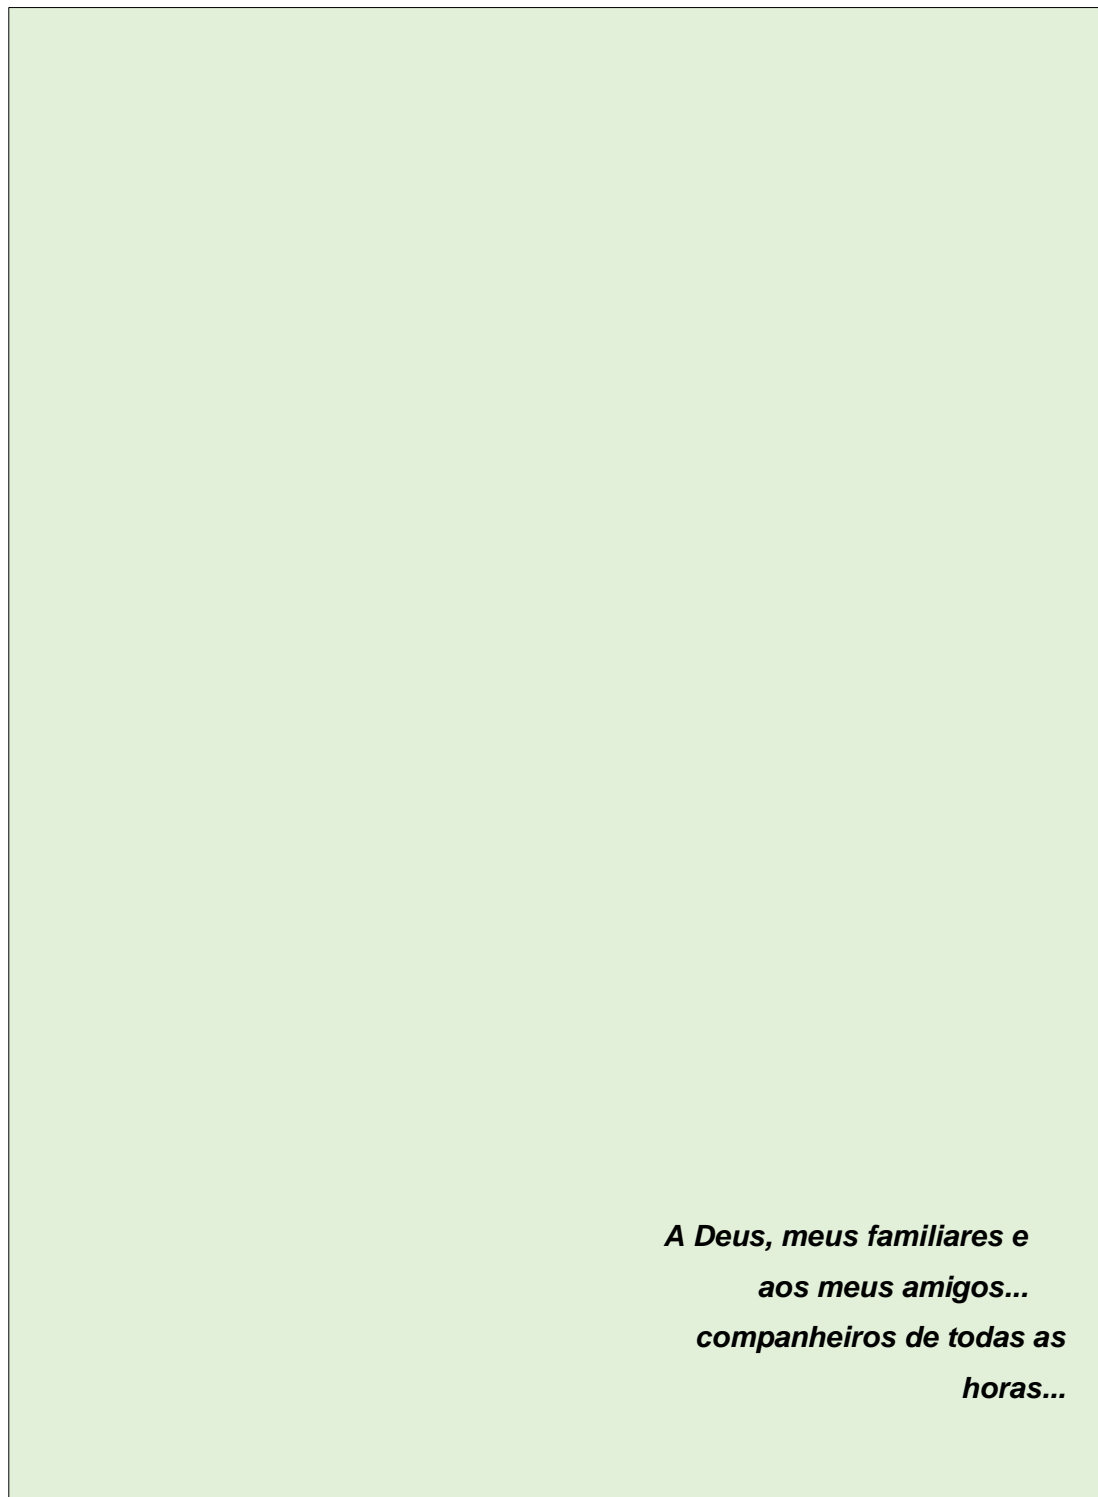 A Deus, meus familiares e
aos meus amigos...
companheiros de todas as
horas...